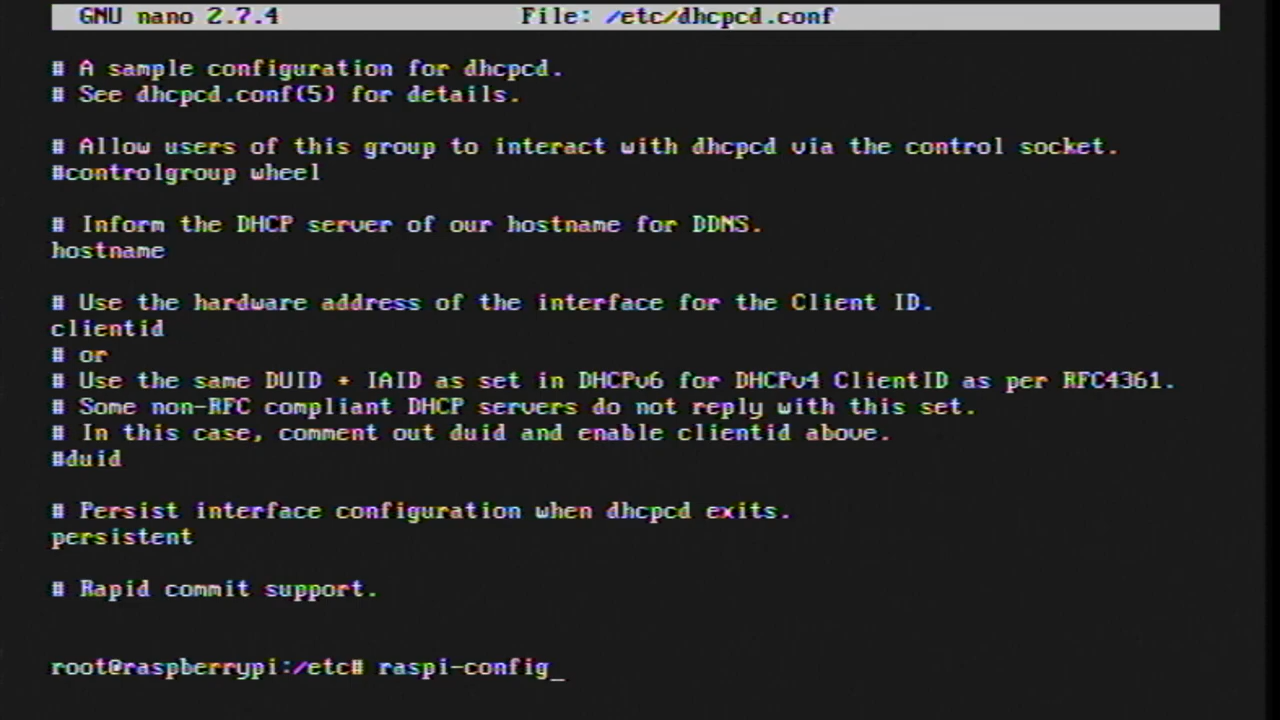 GNU nano 2.7.4 File: /etc/dhcpcd.conf
# A sample configuration for dhcpcd.
# See dhcpcd.conf(5) for details.
# Allow users of this group to interact with dhcpcd via the control socket.
#controlgroup wheel
# Inform the DHCP server of our hostname for DDNS.
hostname
# Use the hardware address of the interface for the Client ID.
clientid
# or
# Use the same DUID + IAID as set in DHCPv6 for DHCPv4 ClientID as per RFC4361.
# Some non-RFC compliant DHCP servers do not reply with this set.
# In this case, comment out duid and enable clientid above.
#duid
# Persist interface configuration when dhcpcd exits.
persistent
# Rapid commit support.
root@raspberrypi:/etc# raspi-config_